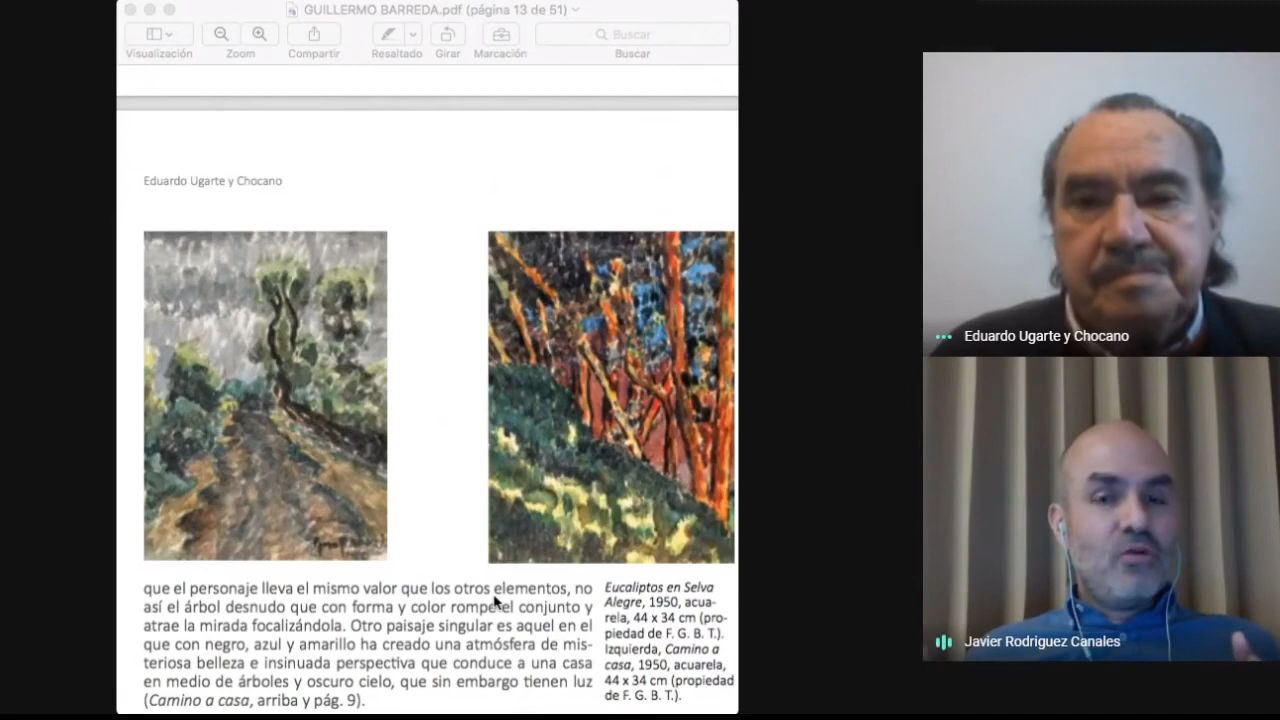 GUILLERMO BARREDA.pdf (página 13 de 51)
Visualización
Zoom
Compartir
Resaltado
Girar
Marcación
Buscar
Buscar
Eduardo Ugarte y Chocano
que el personaje lleva el mismo valor que los otros elementos, no
así el árbol desnudo que con forma y color rompe el conjunto y
atrae la mirada focalizándola. Otro paisaje singular es aquel en el
que con negro, azul y amarillo ha creado una atmósfera de mis-
teriosa belleza e insinuada perspectiva que conduce a una casa
en medio de árboles y oscuro cielo, que sin embargo tienen luz
(Camino a casa, arriba y pág. 9).
Eucaliptos en Selva
Alegre, 1950, acua-
rela, 44 x 34 cm (pro-
piedad de F. G. B. T.).
Izquierda, Camino a
casa, 1950, acuarela,
44 x 34 cm (propiedad
de F. G. B. T.).
Eduardo Ugarte y Chocano
Javier Rodriguez Canales